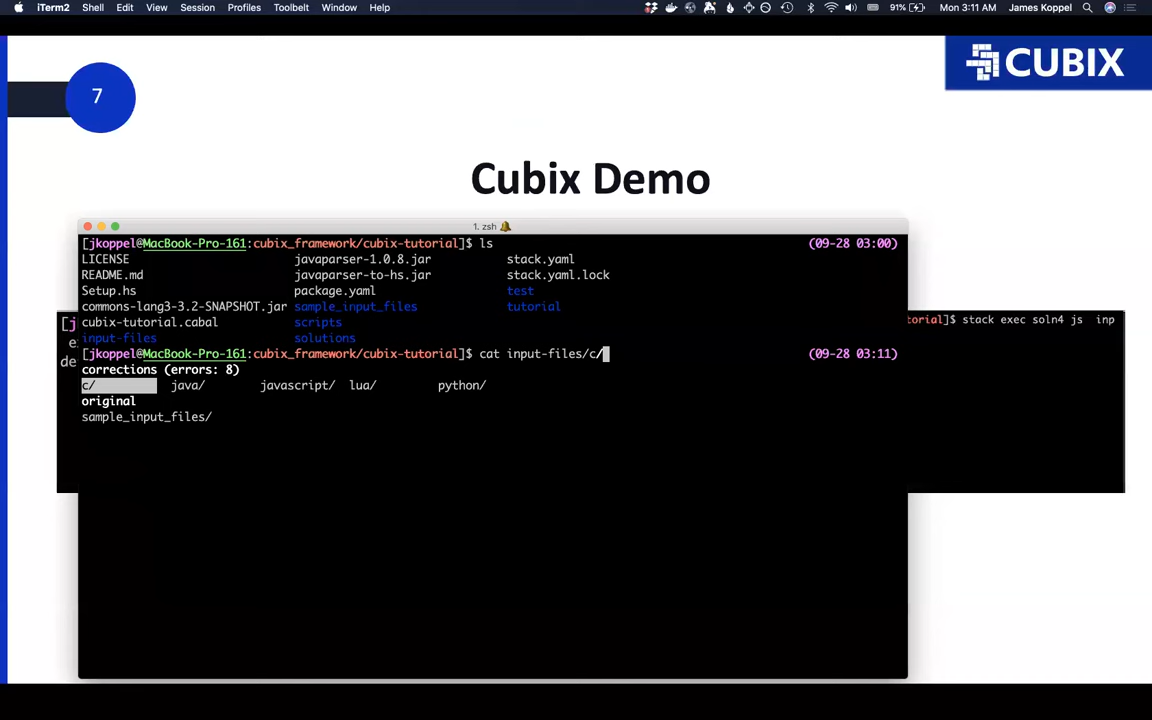 iTerm2 Shell Edit View Session Profiles Toolbelt Window Help 91% Mon 3:11 AM James Koppel
CUBIX
7
Cubix Demo
1. zsh
[jkoppel@MacBook-Pro-161:cubix_framework/cubix-tutorial]$ ls (09-28 03:00)
LICENSE javaparser-1.0.8.jar stack.yaml
README.md javaparser-to-hs.jar stack.yaml.lock
Setup.hs package.yaml test
commons-lang3-3.2-SNAPSHOT.jar sample_input_files tutorial
cubix-tutorial.cabal scripts
input-files solutions
[jkoppel@MacBook-Pro-161:cubix_framework/cubix-tutorial]$ cat input-files/c/ (09-28 03:11)
corrections (errors: 8)
c/ java/ javascript/ lua/ python/
original
sample_input_files/
[j torial]$ stack exec soln4 js inp
de